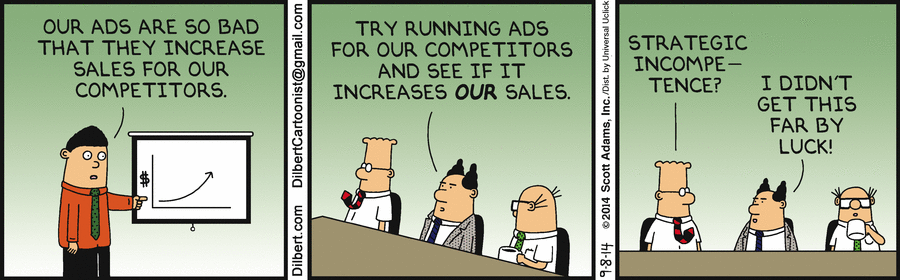 OUR ADS ARE SO BAD
THAT THEY INCREASE
SALES FOR OUR
COMPETITORS.
$
Dilbert.com DilbertCartoonist@gmail.com
TRY RUNNING ADS
FOR OUR COMPETITORS
AND SEE IF IT
INCREASES OUR SALES.
9-8-14 ©2014 Scott Adams, Inc. /Dist. by Universal Uclick
STRATEGIC
INCOMPE-
TENCE?
I DIDN'T
GET THIS
FAR BY
LUCK!